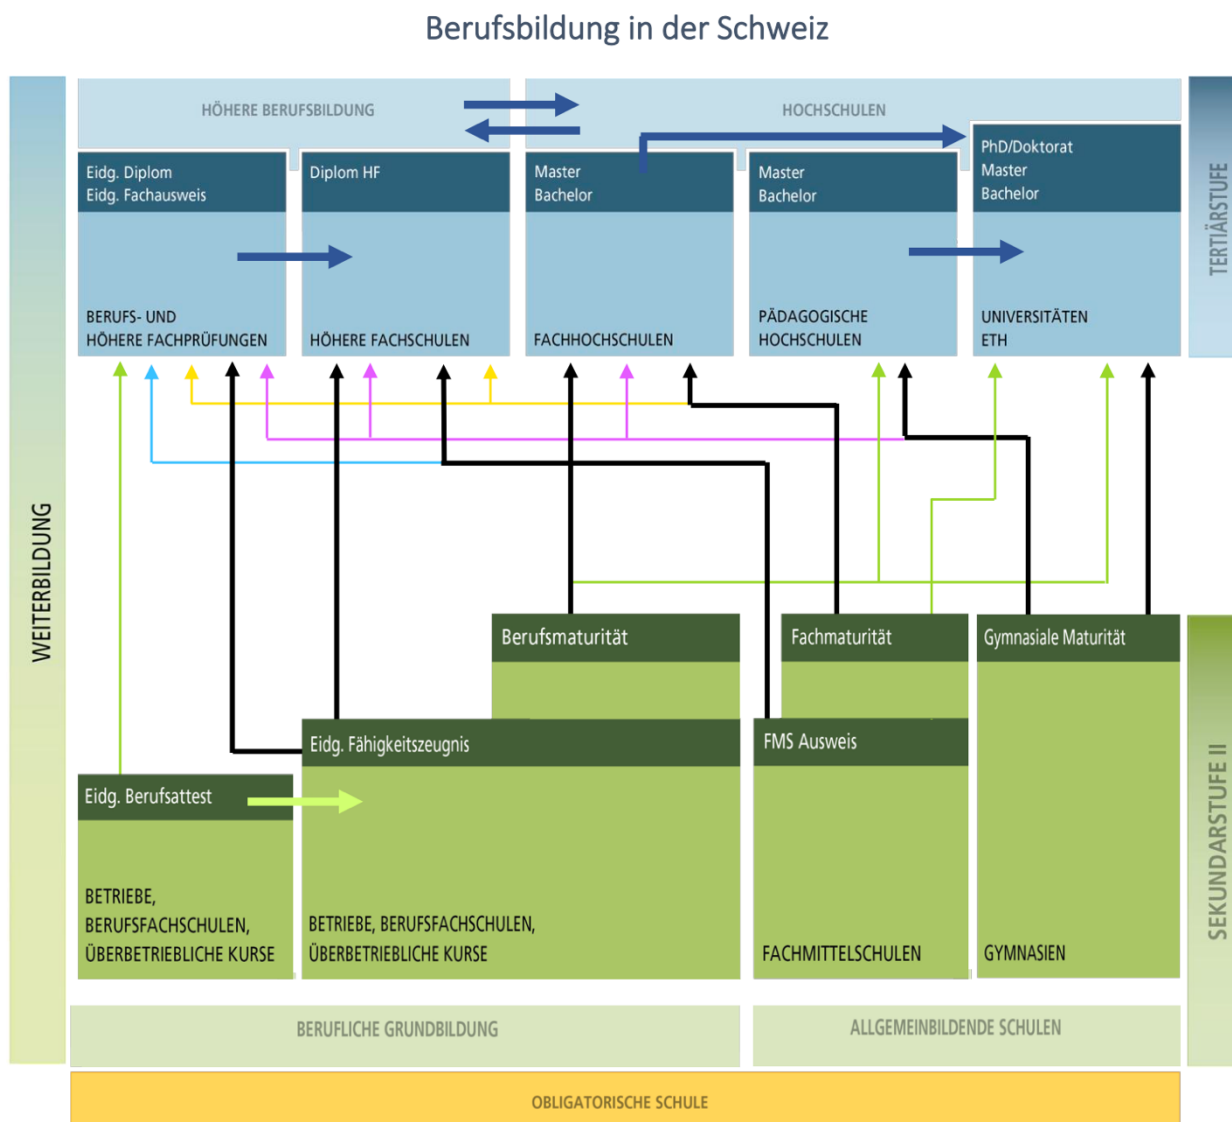 Berufsbildung in der Schweiz
HÖHERE BERUFSBILDUNG
HOCHSCHULEN
Eidg. Diplom
Eidg. Fachausweis
BERUFS- UND
HÖHERE FACHPRÜFUNGEN
Diplom HF
HÖHERE FACHSCHULEN
Master
Bachelor
FACHHOCHSCHULEN
Master
Bachelor
PÄDAGOGISCHE
HOCHSCHULEN
PhD/Doktorat
Master
Bachelor
UNIVERSITÄTEN
ETH
TERTIÄRSTUFE
WEITERBILDUNG
Berufsmaturität
Fachmaturität
Gymnasiale Maturität
Eidg. Fähigkeitszeugnis
FMS Ausweis
Eidg. Berufsattest
BETRIEBE,
BERUFSFACHSCHULEN,
ÜBERBETRIEBLICHE KURSE
BETRIEBE, BERUFSFACHSCHULEN,
ÜBERBETRIEBLICHE KURSE
FACHMITTELSCHULEN
GYMNASIEN
SEKUNDARSTUFE II
BERUFLICHE GRUNDBILDUNG
ALLGEMEINBILDENDE SCHULEN
OBLIGATORISCHE SCHULE